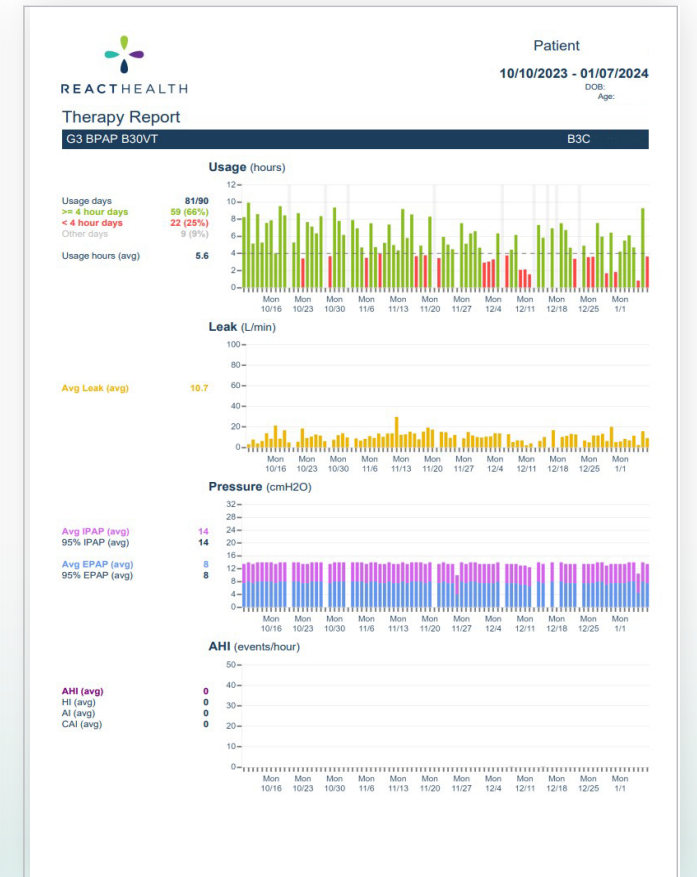 REACTHEALTH
Patient
10/10/2023 - 01/07/2024
DOB:
Age:
Therapy Report
G3 BPAP B30VT B3C
Usage (hours)
Usage days 81/90
>= 4 hour days 59 (66%)
< 4 hour days 22 (25%)
Other days 9 (9%)
Usage hours (avg) 5.6
12
10
8
6
4
2
0
Mon Mon Mon Mon Mon Mon Mon Mon Mon Mon Mon Mon
10/16 10/23 10/30 11/6 11/13 11/20 11/27 12/4 12/11 12/18 12/25 1/1
Leak (L/min)
Avg Leak (avg) 10.7
100
80
60
40
20
0
Mon Mon Mon Mon Mon Mon Mon Mon Mon Mon Mon Mon
10/16 10/23 10/30 11/6 11/13 11/20 11/27 12/4 12/11 12/18 12/25 1/1
Pressure (cmH2O)
Avg IPAP (avg) 14
95% IPAP (avg) 14
Avg EPAP (avg) 8
95% EPAP (avg) 8
32
28
24
20
16
12
8
4
0
Mon Mon Mon Mon Mon Mon Mon Mon Mon Mon Mon Mon
10/16 10/23 10/30 11/6 11/13 11/20 11/27 12/4 12/11 12/18 12/25 1/1
AHI (events/hour)
AHI (avg) 0
HI (avg) 0
AI (avg) 0
CAI (avg) 0
50
40
30
20
10
0
Mon Mon Mon Mon Mon Mon Mon Mon Mon Mon Mon Mon
10/16 10/23 10/30 11/6 11/13 11/20 11/27 12/4 12/11 12/18 12/25 1/1